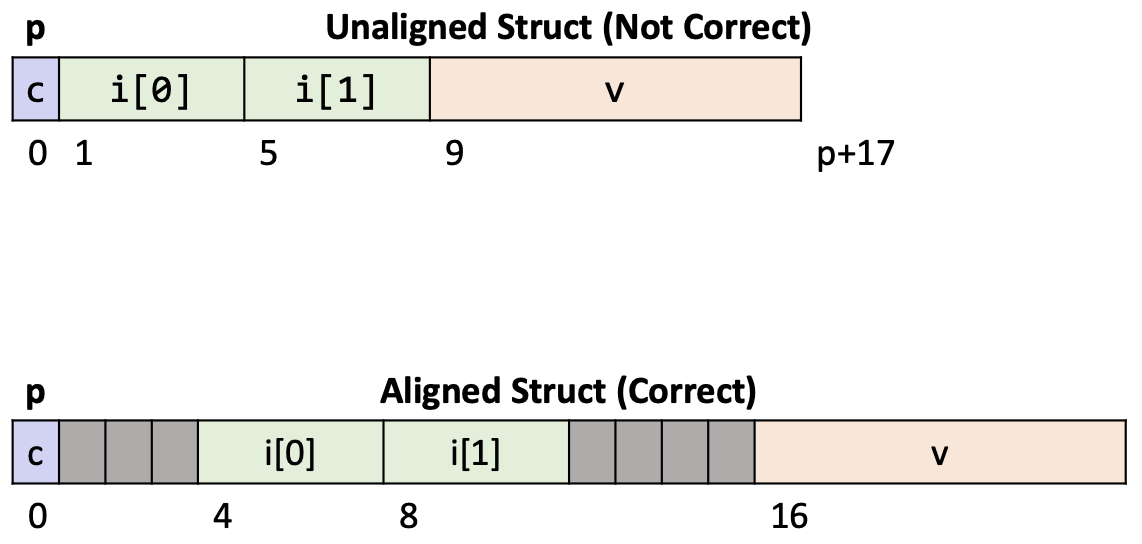 p Unaligned Struct (Not Correct)
c i[0] i[1] v
0 1 5 9 p+17
p Aligned Struct (Correct)
c i[0] i[1] v
0 4 8 16